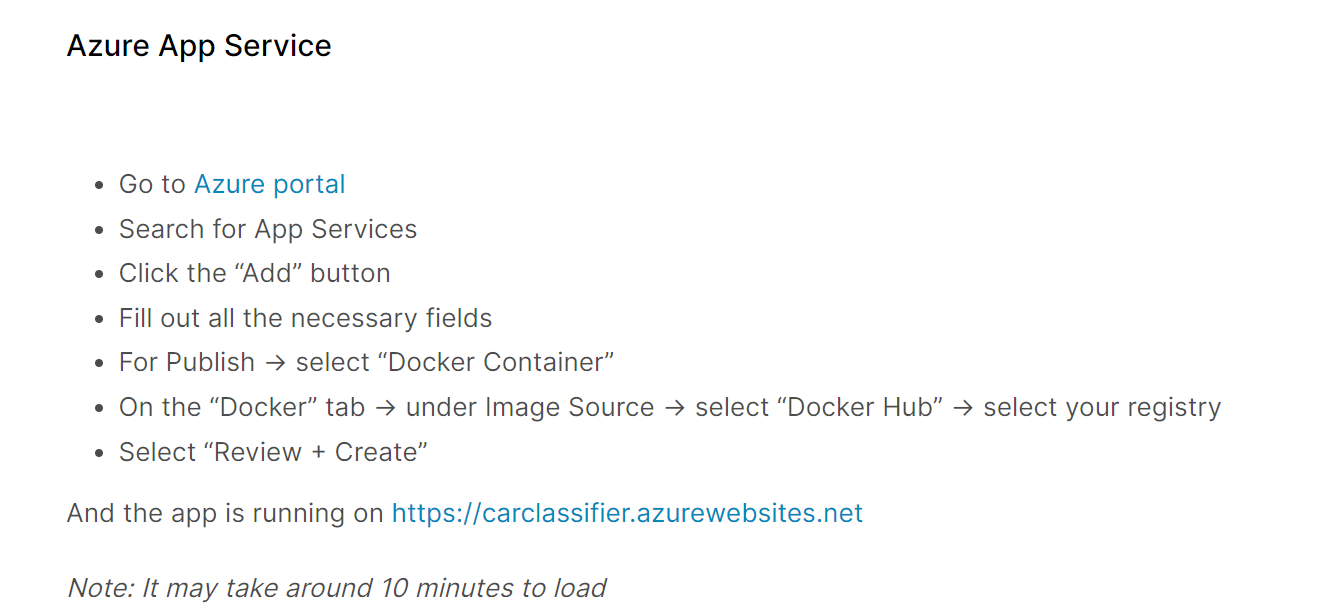 Azure App Service
• Go to Azure portal
• Search for App Services
• Click the “Add” button
• Fill out all the necessary fields
• For Publish → select “Docker Container”
• On the “Docker” tab → under Image Source → select “Docker Hub” → select your registry
• Select “Review + Create”
And the app is running on https://carclassifier.azurewebsites.net
Note: It may take around 10 minutes to load